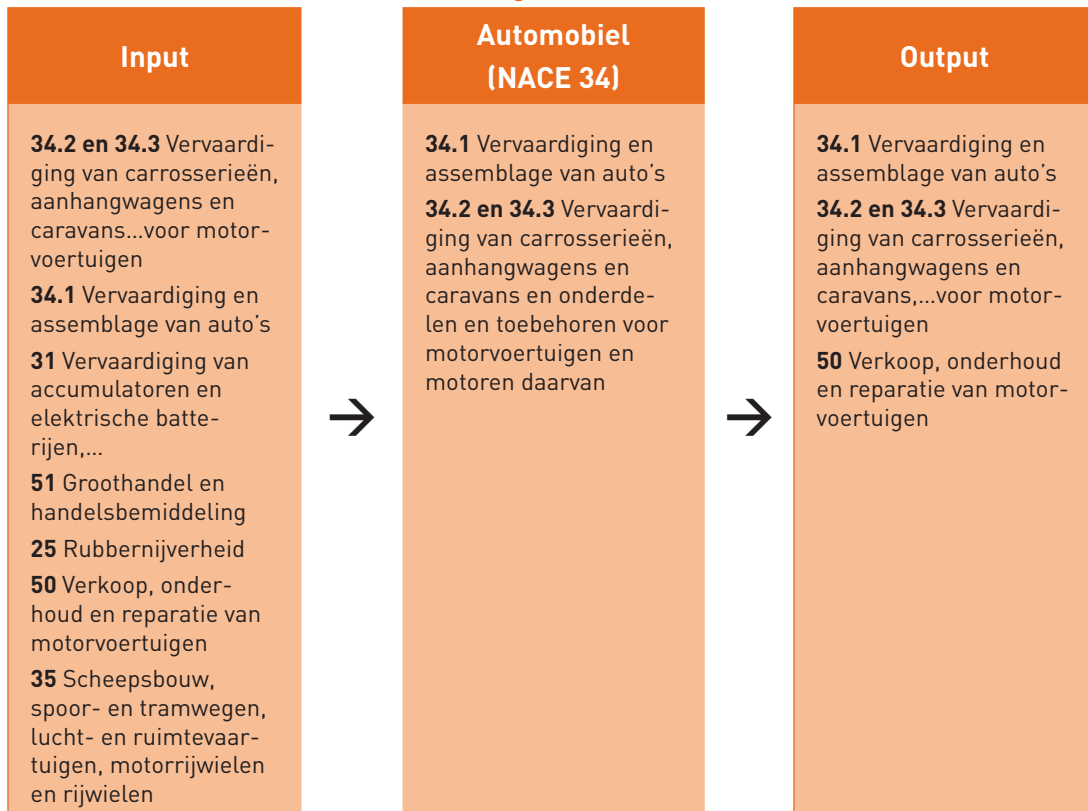 Input
34.2 en 34.3 Vervaardi-
ging van carrosserieën,
aanhangwagens en
caravans...voor motor-
voertuigen
34.1 Vervaardiging en
assemblage van auto's
31 Vervaardiging van
accumulatoren en
elektrische batte-
rijen,...
51 Groothandel en
handelsbemiddeling
25 Rubbernijverheid
50 Verkoop, onder-
houd en reparatie van
motorvoertuigen
35 Scheepsbouw,
spoor- en tramwegen,
lucht- en ruimtevaar-
tuigen, motorrijwielen
en rijwielen
→
Automobiel
(NACE 34)
34.1 Vervaardiging en
assemblage van auto's
34.2 en 34.3 Vervaardi-
ging van carrosserieën,
aanhangwagens en
caravans en onderde-
len en toebehoren voor
motorvoertuigen en
motoren daarvan
→
Output
34.1 Vervaardiging en
assemblage van auto's
34.2 en 34.3 Vervaardi-
ging van carrosserieën,
aanhangwagens en
caravans,...voor motor-
voertuigen
50 Verkoop, onderhoud
en reparatie van motor-
voertuigen